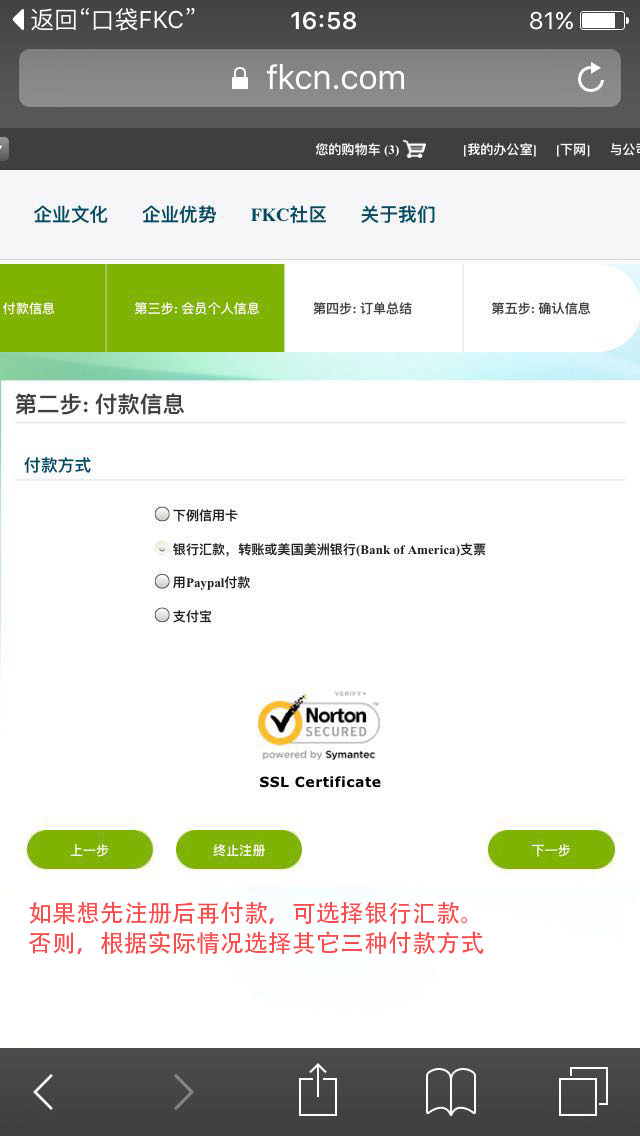 返回“口袋FKC”
16:58
81%
fkcn.com
您的购物车 (3)
[我的办公室]
[下网]
与公司
企业文化
企业优势
FKC社区
关于我们
付款信息
第三步: 会员个人信息
第四步: 订单总结
第五步: 确认信息
第二步: 付款信息
付款方式
下例信用卡
银行汇款，转账或美国美洲银行(Bank of America)支票
用Paypal付款
支付宝
VERIFY
Norton
SECURED
powered by Symantec
SSL Certificate
上一步
终止注册
下一步
如果想先注册后再付款，可选择银行汇款。
否则，根据实际情况选择其它三种付款方式